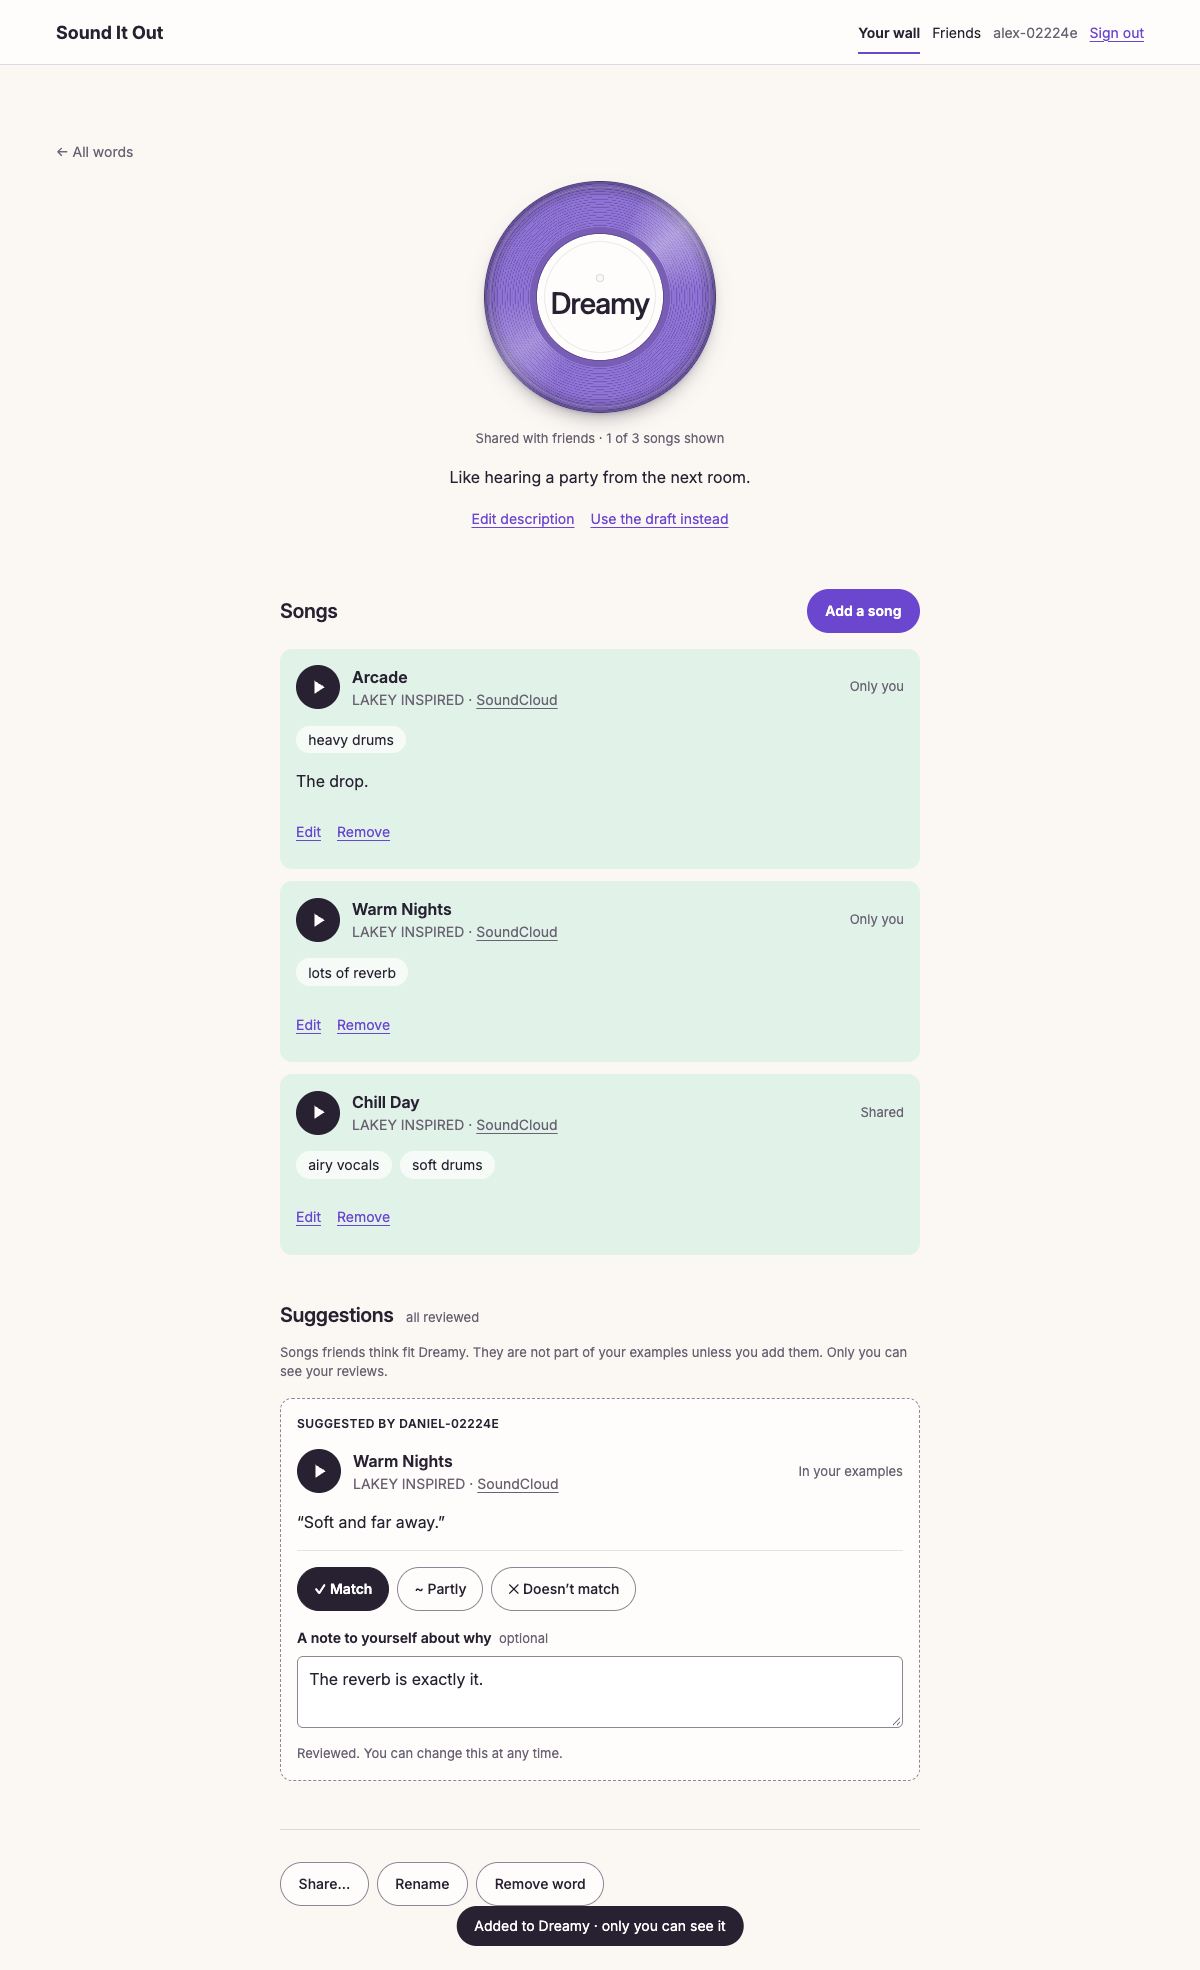 Sound It Out
Your wall Friends alex-02224e Sign out
← All words
Dreamy
Shared with friends · 1 of 3 songs shown
Like hearing a party from the next room.
Edit description Use the draft instead
Songs
Add a song
Arcade
LAKEY INSPIRED · SoundCloud
Only you
heavy drums
The drop.
Edit Remove
Warm Nights
LAKEY INSPIRED · SoundCloud
Only you
lots of reverb
Edit Remove
Chill Day
LAKEY INSPIRED · SoundCloud
Shared
airy vocals soft drums
Edit Remove
Suggestions all reviewed
Songs friends think fit Dreamy. They are not part of your examples unless you add them. Only you can
see your reviews.
SUGGESTED BY DANIEL-02224E
Warm Nights
LAKEY INSPIRED · SoundCloud
In your examples
“Soft and far away.”
✓ Match ~ Partly ✕ Doesn’t match
A note to yourself about why optional
The reverb is exactly it.
Reviewed. You can change this at any time.
Share… Rename Remove word
Added to Dreamy · only you can see it